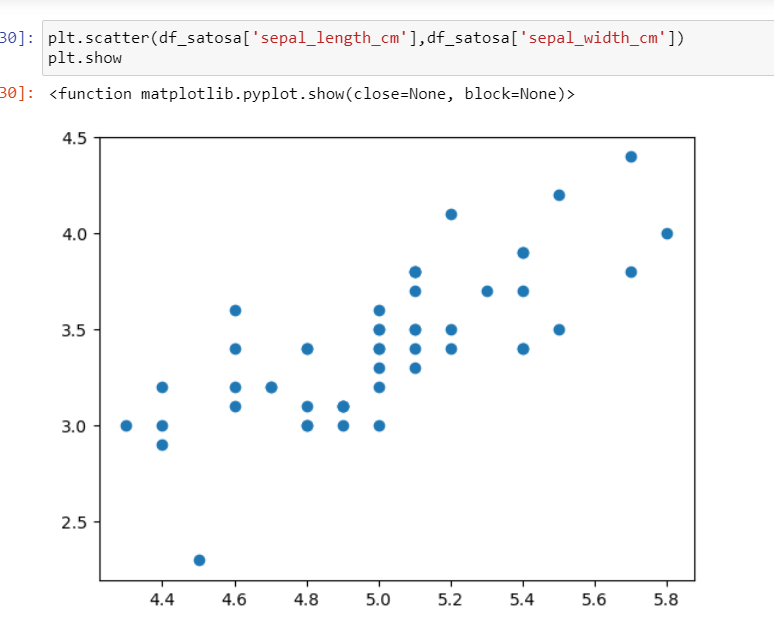 30]: plt.scatter(df_satosa['sepal_length_cm'],df_satosa['sepal_width_cm'])
plt.show
30]: <function matplotlib.pyplot.show(close=None, block=None)>
4.5
4.0
3.5
3.0
2.5
4.4 4.6 4.8 5.0 5.2 5.4 5.6 5.8